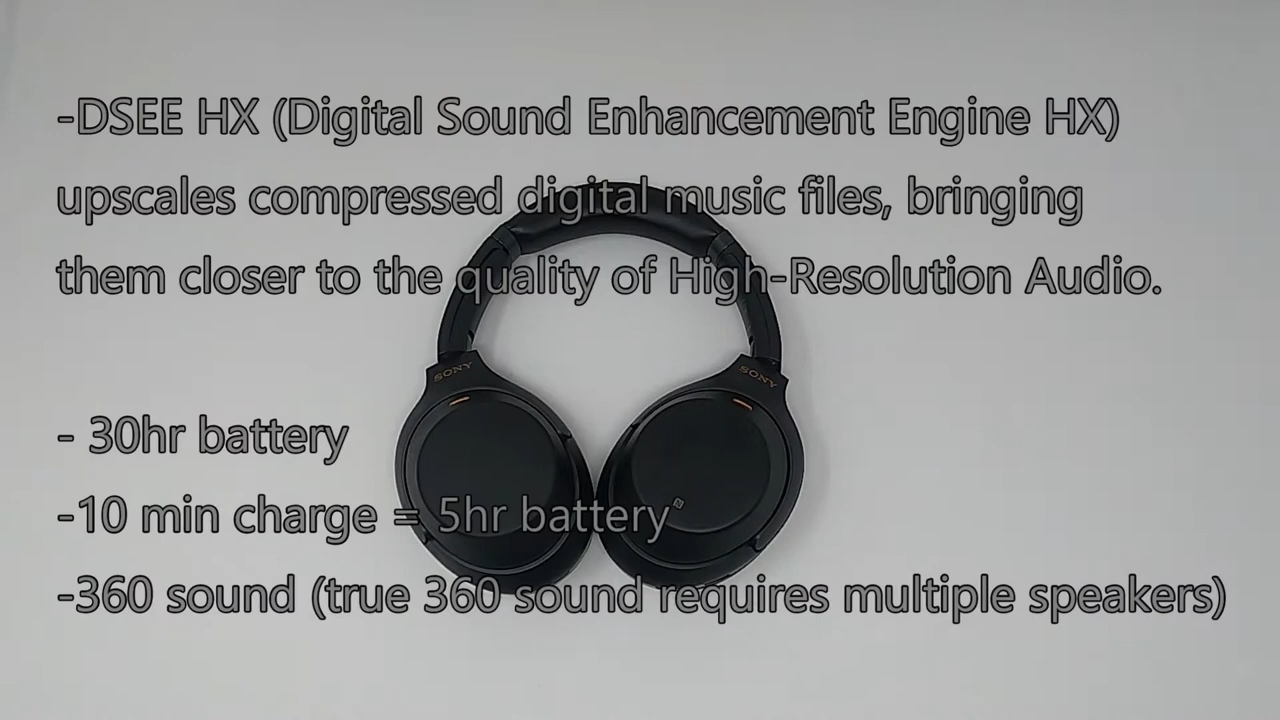 -DSEE HX (Digital Sound Enhancement Engine HX)
upscales compressed digital music files, bringing
them closer to the quality of High-Resolution Audio.
SONY SONY
- 30hr battery
-10 min charge = 5hr battery
-360 sound (true 360 sound requires multiple speakers)